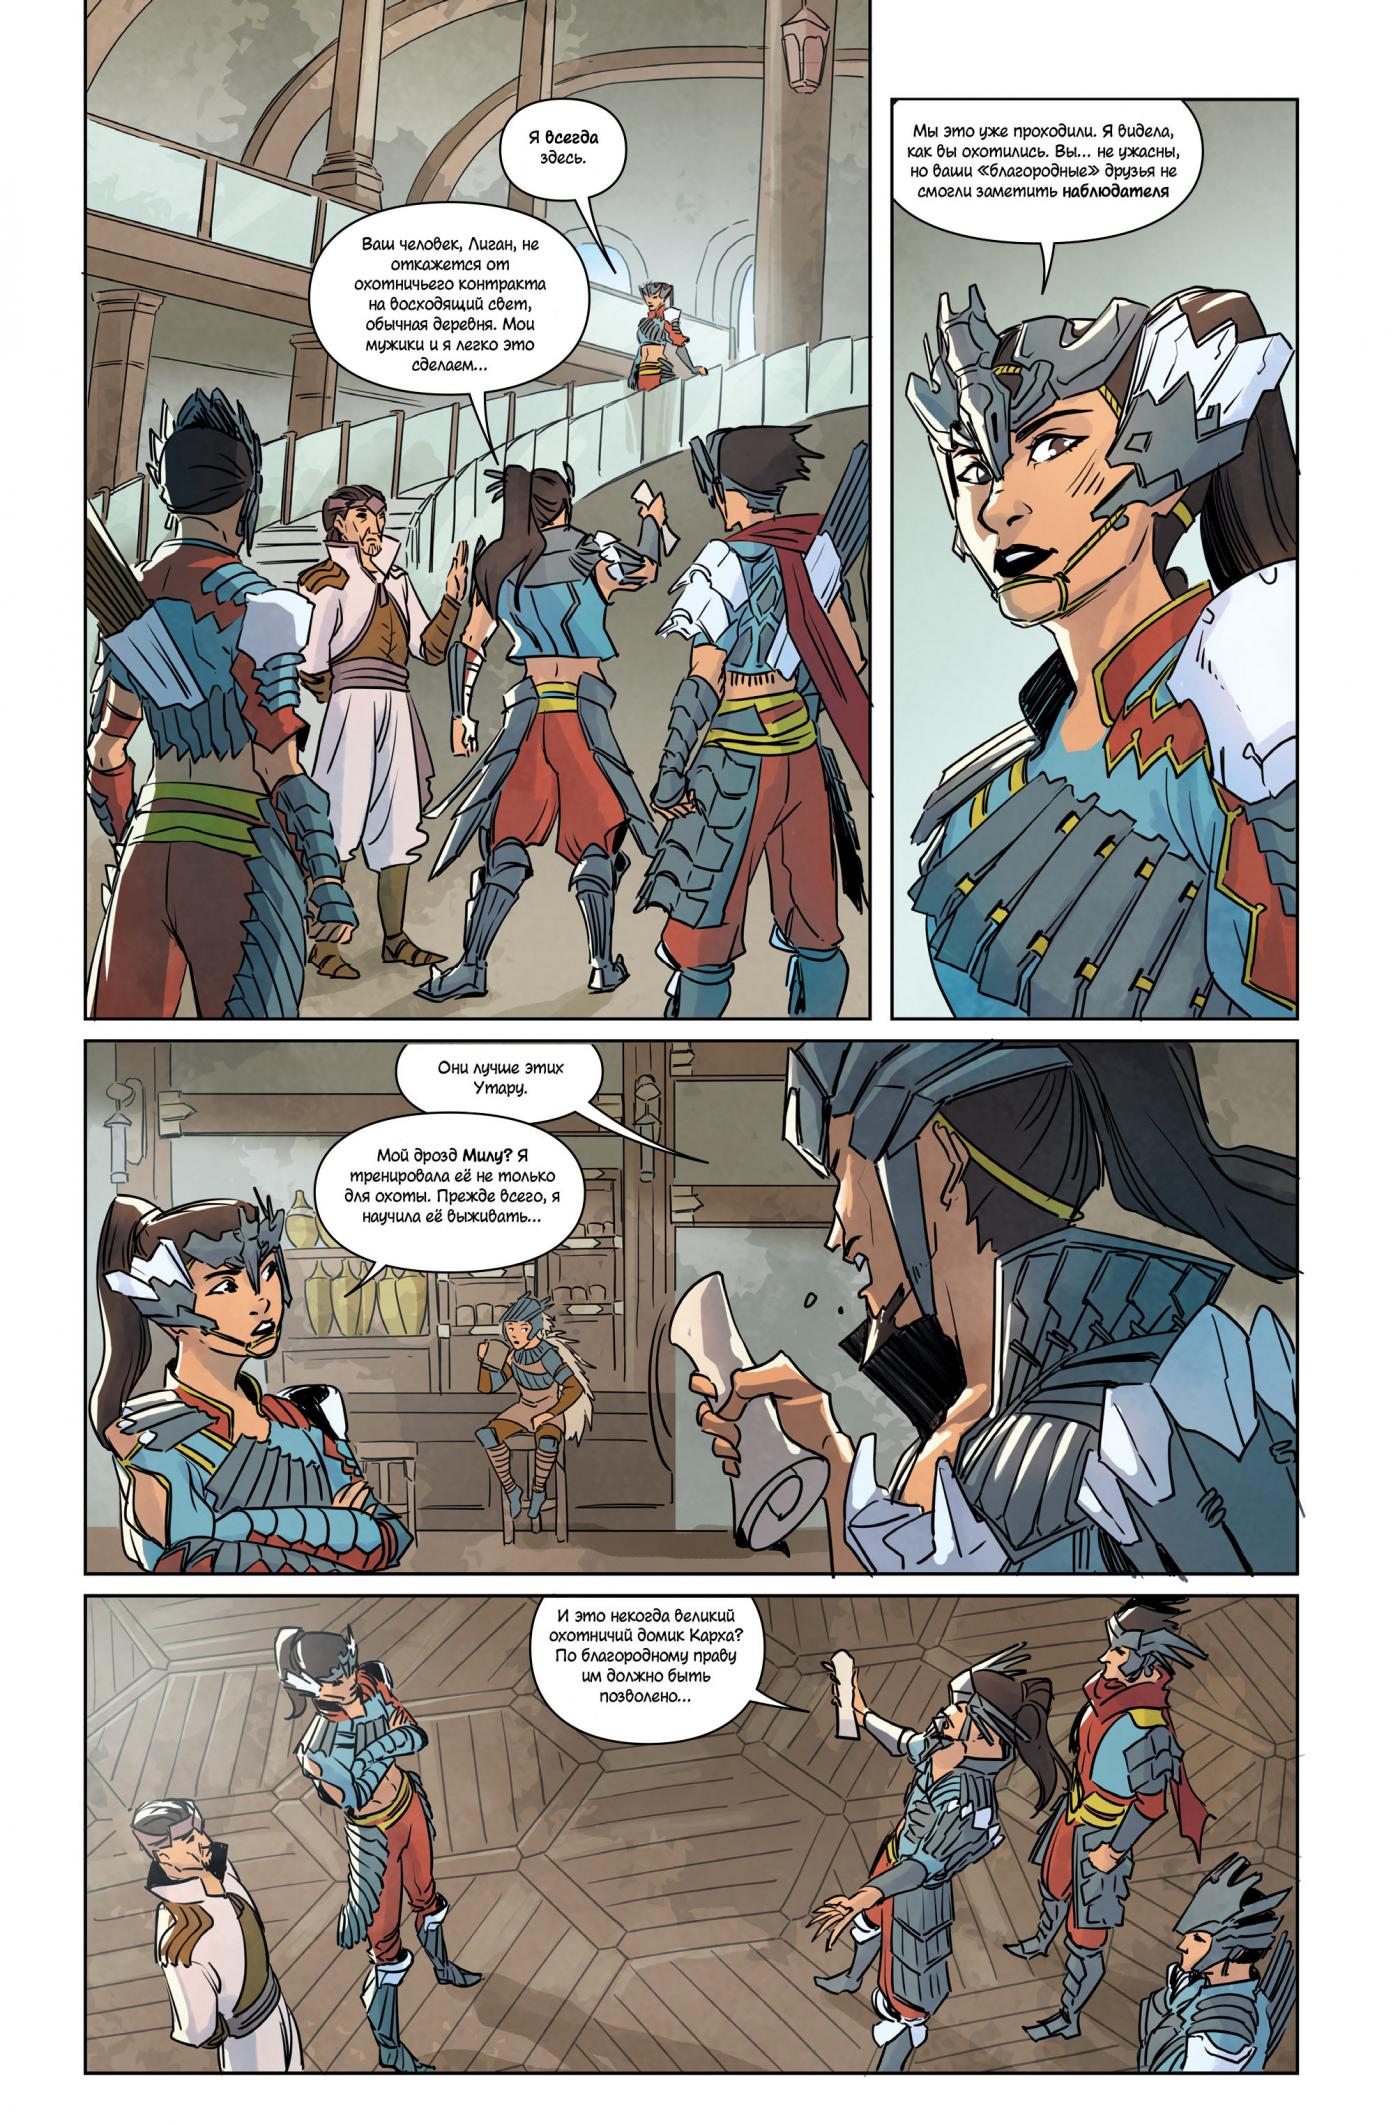 Я всегда
здесь.
Ваш человек, Лиган, не
откажется от
охотничьего контракта
на восходящий свет,
обычная деревня. Мои
мужики и я легко это
сделаем...
Мы это уже проходили. Я видела,
как вы охотились. Вы... не ужасны,
но ваши «благородные» друзья не
смогли заметить наблюдателя
Они лучше этих
Утару.
Мой дрозд Милу? Я
тренировала её не только
для охоты. Прежде всего, я
научила её выживать...
И это некогда великий
охотничий домик Карха?
По благородному праву
им должно быть
позволено...